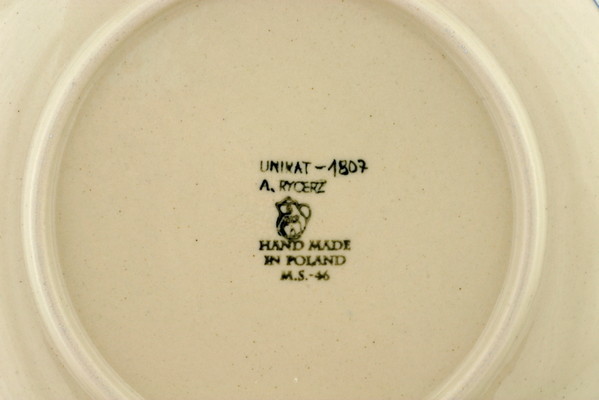 UNIKAT-1807
A. RYCERZ
HAND MADE
IN POLAND
M.S.-46